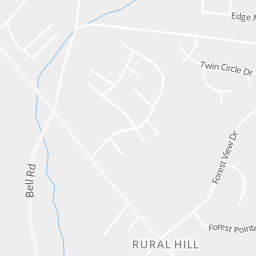 Edge M
Twin Circle Dr
Forest View Dr
Bell Rd
Forest Pointe
RURAL HILL